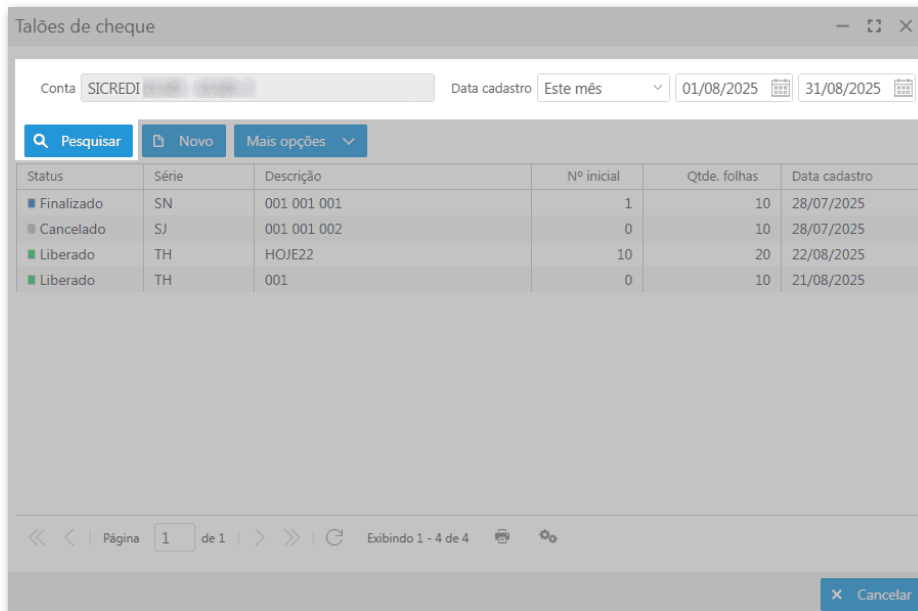 Talões de cheque
Conta SICREDI Data cadastro Este mês 01/08/2025 31/08/2025
Pesquisar Novo Mais opções
Status Série Descrição Nº inicial Qtde. folhas Data cadastro
Finalizado SN 001 001 001 1 10 28/07/2025
Cancelado SJ 001 001 002 0 10 28/07/2025
Liberado TH HOJE22 10 20 22/08/2025
Liberado TH 001 0 10 21/08/2025
Página 1 de 1 Exibindo 1 - 4 de 4
Cancelar